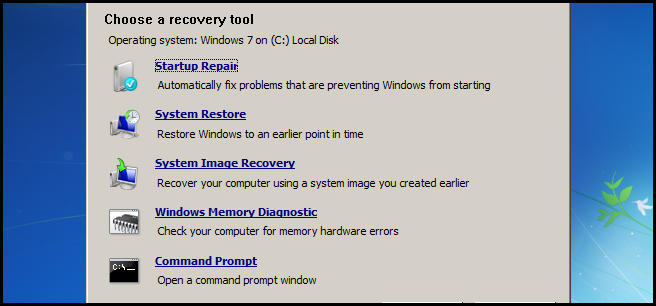 Choose a recovery tool
Operating system: Windows 7 on (C:) Local Disk
Startup Repair
Automatically fix problems that are preventing Windows from starting
System Restore
Restore Windows to an earlier point in time
System Image Recovery
Recover your computer using a system image you created earlier
Windows Memory Diagnostic
Check your computer for memory hardware errors
C:\_
Command Prompt
Open a command prompt window